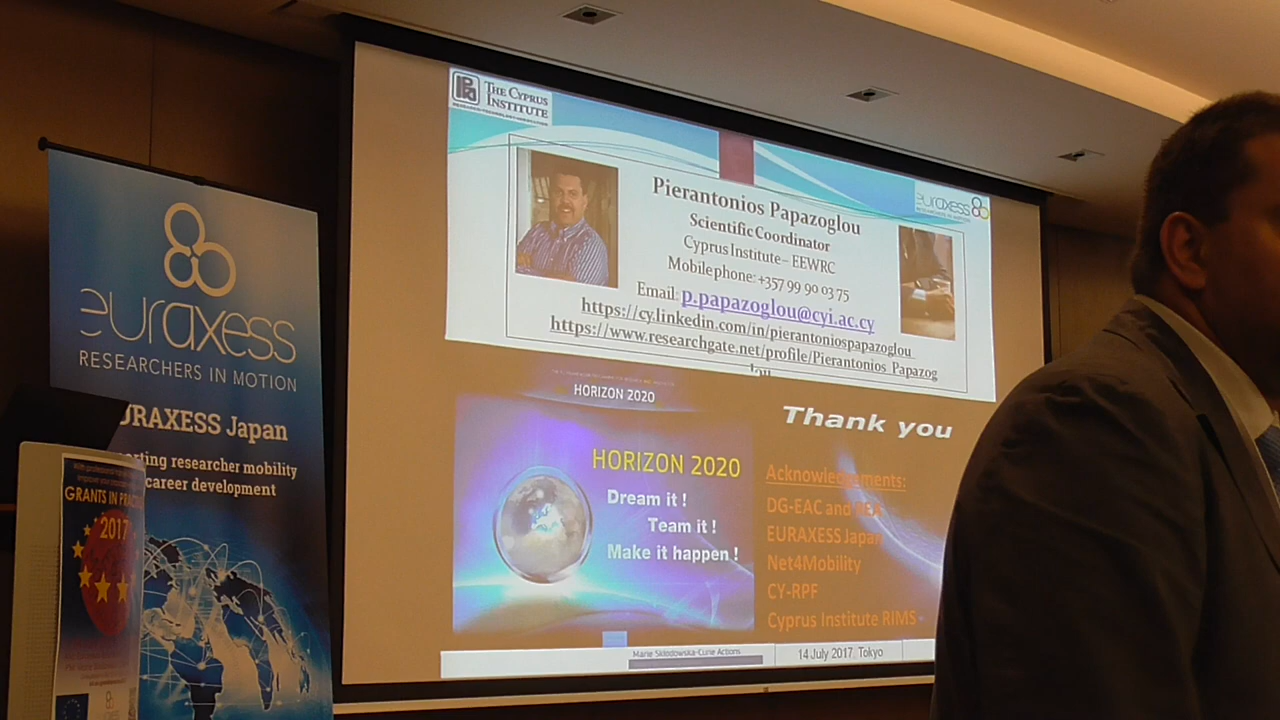 euraxess
RESEARCHERS IN MOTION
URAXESS Japan
orting researcher mobility
career development
GRANTS IN PRACT
2017
THE CYPRUS
INSTITUTE
euraxess
Pierantonios Papazoglou
Scientific Coordinator
Cyprus Institute – EEWRC
Mobile phone: +357 99 90 03 75
Email: p.papazoglou@cyi.ac.cy
https://cy.linkedin.com/in/pierantoniospapazoglou
https://www.researchgate.net/profile/Pierantonios_Papazog
lou
HORIZON 2020
HORIZON 2020
Dream it !
Team it !
Make it happen !
Thank you
Acknowledgements:
DG-EAC and REA
EURAXESS Japan
Net4Mobility
CY-RPF
Cyprus Institute RIMS
Marie Skłodowska-Curie Actions
14 July 2017, Tokyo